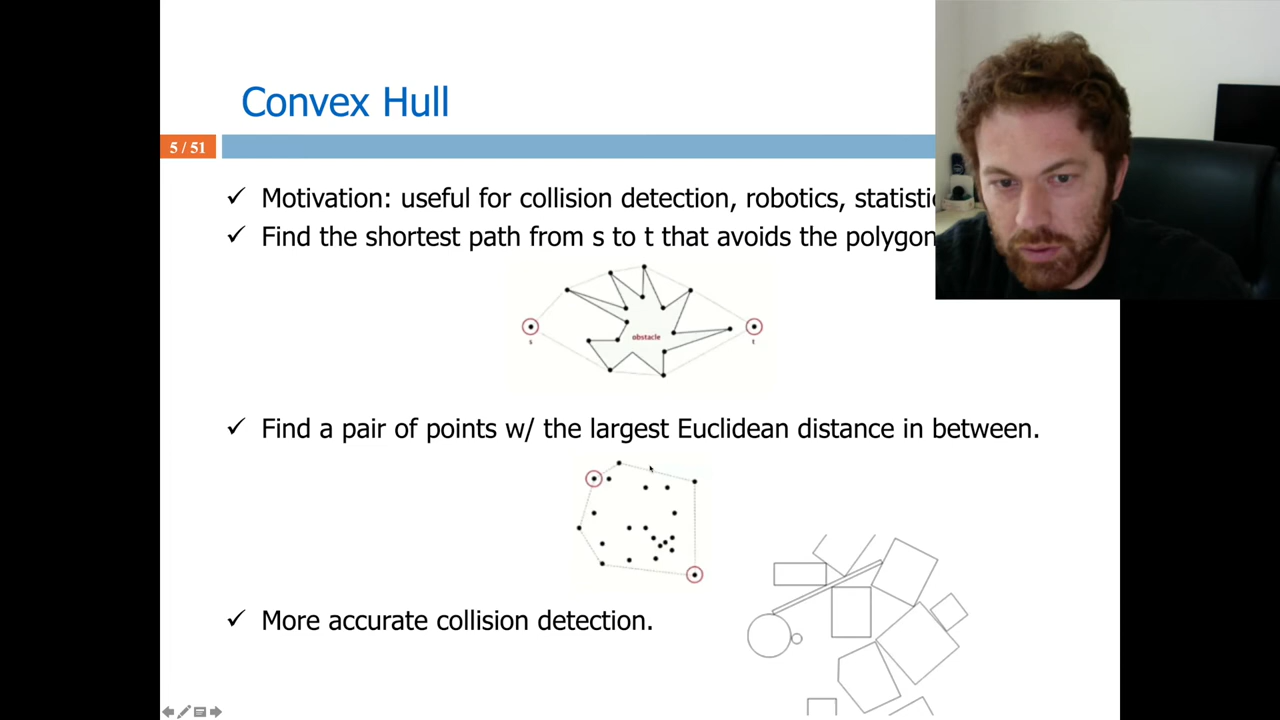 Convex Hull
5 / 51
✓ Motivation: useful for collision detection, robotics, statisti
✓ Find the shortest path from s to t that avoids the polygon
obstacle
s
t
✓ Find a pair of points w/ the largest Euclidean distance in between.
✓ More accurate collision detection.